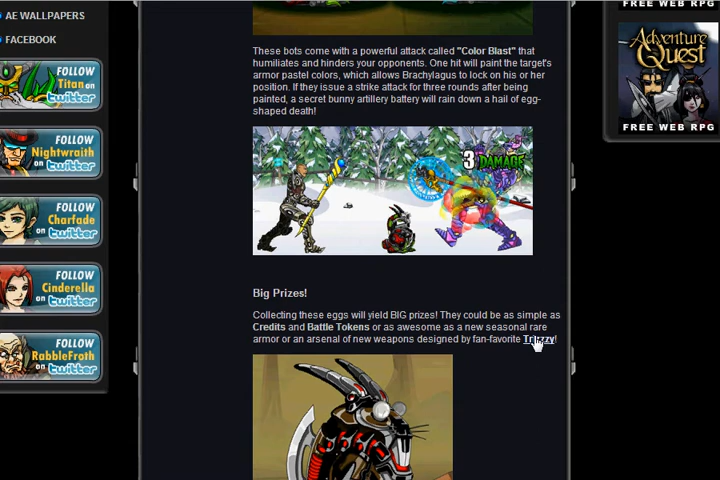 AE WALLPAPERS
FACEBOOK
FOLLOW
Titan on
twitter
FOLLOW
Nightwraith
on twitter
FOLLOW
Charfade
on twitter
FOLLOW
Cinderella
on twitter
FOLLOW
RabbleFroth
on twitter
These bots come with a powerful attack called "Color Blast" that
humiliates and hinders your opponents. One hit will paint the target's
armor pastel colors, which allows Brachylagus to lock on his or her
position. If they issue a strike attack for three rounds after being
painted, a secret bunny artillery battery will rain down a hail of egg-
shaped death!
3 DAMAGE
Big Prizes!
Collecting these eggs will yield BIG prizes! They could be as simple as
Credits and Battle Tokens or as awesome as a new seasonal rare
armor or an arsenal of new weapons designed by fan-favorite
FREE WEB RPG
Adventure
Quest
FREE WEB RPG